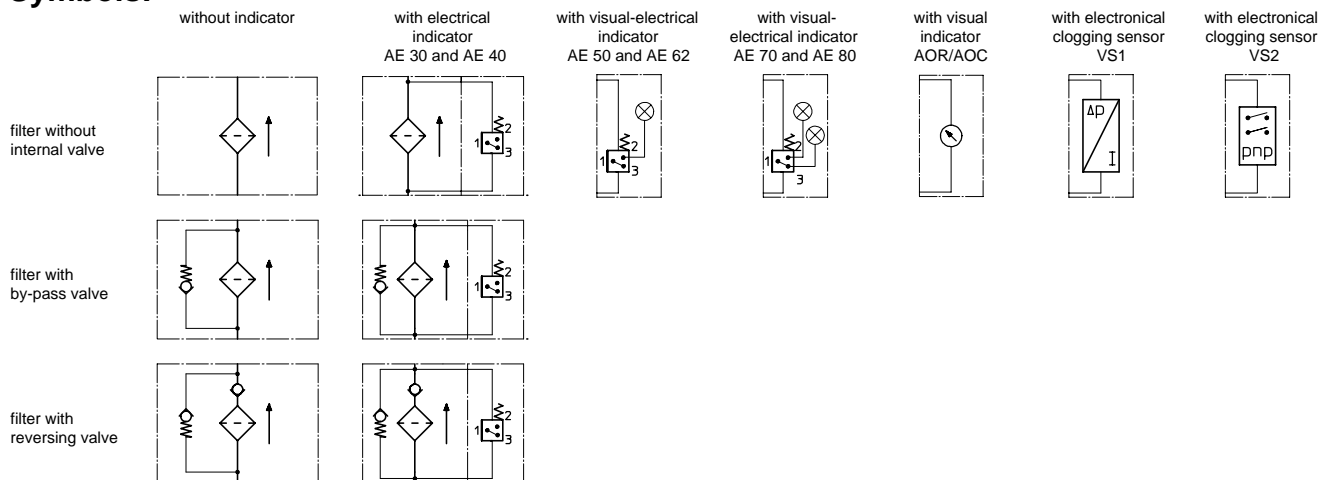 without indicator
with electrical
indicator
AE 30 and AE 40
with visual-electrical
indicator
AE 50 and AE 62
with visual-
electrical indicator
AE 70 and AE 80
with visual
indicator
AOR/AOC
with electronical
clogging sensor
VS1
with electronical
clogging sensor
VS2
filter without
internal valve
1 2 3
1 2 3
1 2 3
Δp
I
pnp
filter with
by-pass valve
1 2 3
filter with
reversing valve
1 2 3